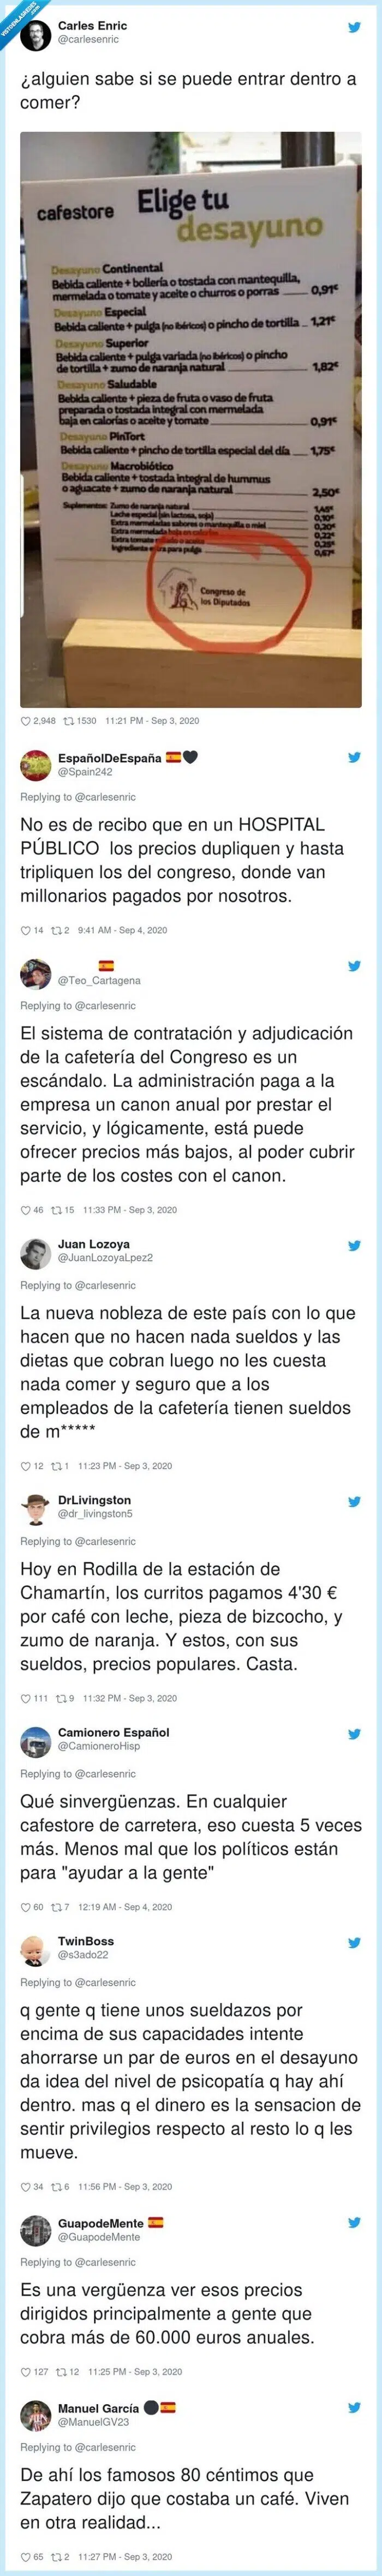 VISTOENLASREDES
.com
Carles Enric
@carlesenric
¿alguien sabe si se puede entrar dentro a
comer?
cafestore
Elige tu
desayuno
Desayuno Continental
Bebida caliente + bollería o tostada con mantequilla,
mermelada o tomate y aceite o churros o porras 0,91€
Desayuno Especial
Bebida caliente + pulga (no ibéricos) o pincho de tortilla 1,21€
Desayuno Superior
Bebida caliente + pulga variada (no ibéricos) o pincho
de tortilla + zumo de naranja natural 1,82€
Desayuno Saludable
Bebida caliente + pieza de fruta o vaso de fruta
preparada o tostada integral con mermelada
baja en calorías o aceite y tomate 0,91€
Desayuno PinTort
Bebida caliente + pincho de tortilla especial del día 1,75€
Desayuno Macrobiótico
Bebida caliente + tostada integral de hummus
o aguacate + zumo de naranja natural 2,50€
Suplementos: Zumo de naranja natural 1,45€
Leche especial (sin lactosa, soja) 0,10€
Extra mermeladas sabores o mantequilla o miel 0,20€
Extra mermelada baja en calorías 0,22€
Extra tomate o aceite 0,25€
Ingrediente extra para pulga 0,67€
Congreso de
los Diputados
2,948 1530 11:21 PM - Sep 3, 2020
EspañolDeEspaña 🇪🇸🖤
@Spain242
Replying to @carlesenric
No es de recibo que en un HOSPITAL
PÚBLICO los precios dupliquen y hasta
tripliquen los del congreso, donde van
millonarios pagados por nosotros.
14 2 9:41 AM - Sep 4, 2020
🇪🇸
@Teo_Cartagena
Replying to @carlesenric
El sistema de contratación y adjudicación
de la cafetería del Congreso es un
escándalo. La administración paga a la
empresa un canon anual por prestar el
servicio, y lógicamente, está puede
ofrecer precios más bajos, al poder cubrir
parte de los costes con el canon.
46 15 11:33 PM - Sep 3, 2020
Juan Lozoya
@JuanLozoyaLpez2
Replying to @carlesenric
La nueva nobleza de este país con lo que
hacen que no hacen nada sueldos y las
dietas que cobran luego no les cuesta
nada comer y seguro que a los
empleados de la cafetería tienen sueldos
de m*****
12 1 11:23 PM - Sep 3, 2020
DrLivingston
@dr_livingston5
Replying to @carlesenric
Hoy en Rodilla de la estación de
Chamartín, los curritos pagamos 4'30 €
por café con leche, pieza de bizcocho, y
zumo de naranja. Y estos, con sus
sueldos, precios populares. Casta.
111 9 11:32 PM - Sep 3, 2020
Camionero Español
@CamioneroHisp
Replying to @carlesenric
Qué sinvergüenzas. En cualquier
cafestore de carretera, eso cuesta 5 veces
más. Menos mal que los políticos están
para "ayudar a la gente"
60 7 12:19 AM - Sep 4, 2020
TwinBoss
@s3ado22
Replying to @carlesenric
q gente q tiene unos sueldazos por
encima de sus capacidades intente
ahorrarse un par de euros en el desayuno
da idea del nivel de psicopatía q hay ahí
dentro. mas q el dinero es la sensacion de
sentir privilegios respecto al resto lo q les
mueve.
34 6 11:56 PM - Sep 3, 2020
GuapodeMente 🇪🇸
@GuapodeMente
Replying to @carlesenric
Es una vergüenza ver esos precios
dirigidos principalmente a gente que
cobra más de 60.000 euros anuales.
127 12 11:25 PM - Sep 3, 2020
Manuel García ⚫🇪🇸
@ManuelGV23
Replying to @carlesenric
De ahí los famosos 80 céntimos que
Zapatero dijo que costaba un café. Viven
en otra realidad...
65 2 11:27 PM - Sep 3, 2020